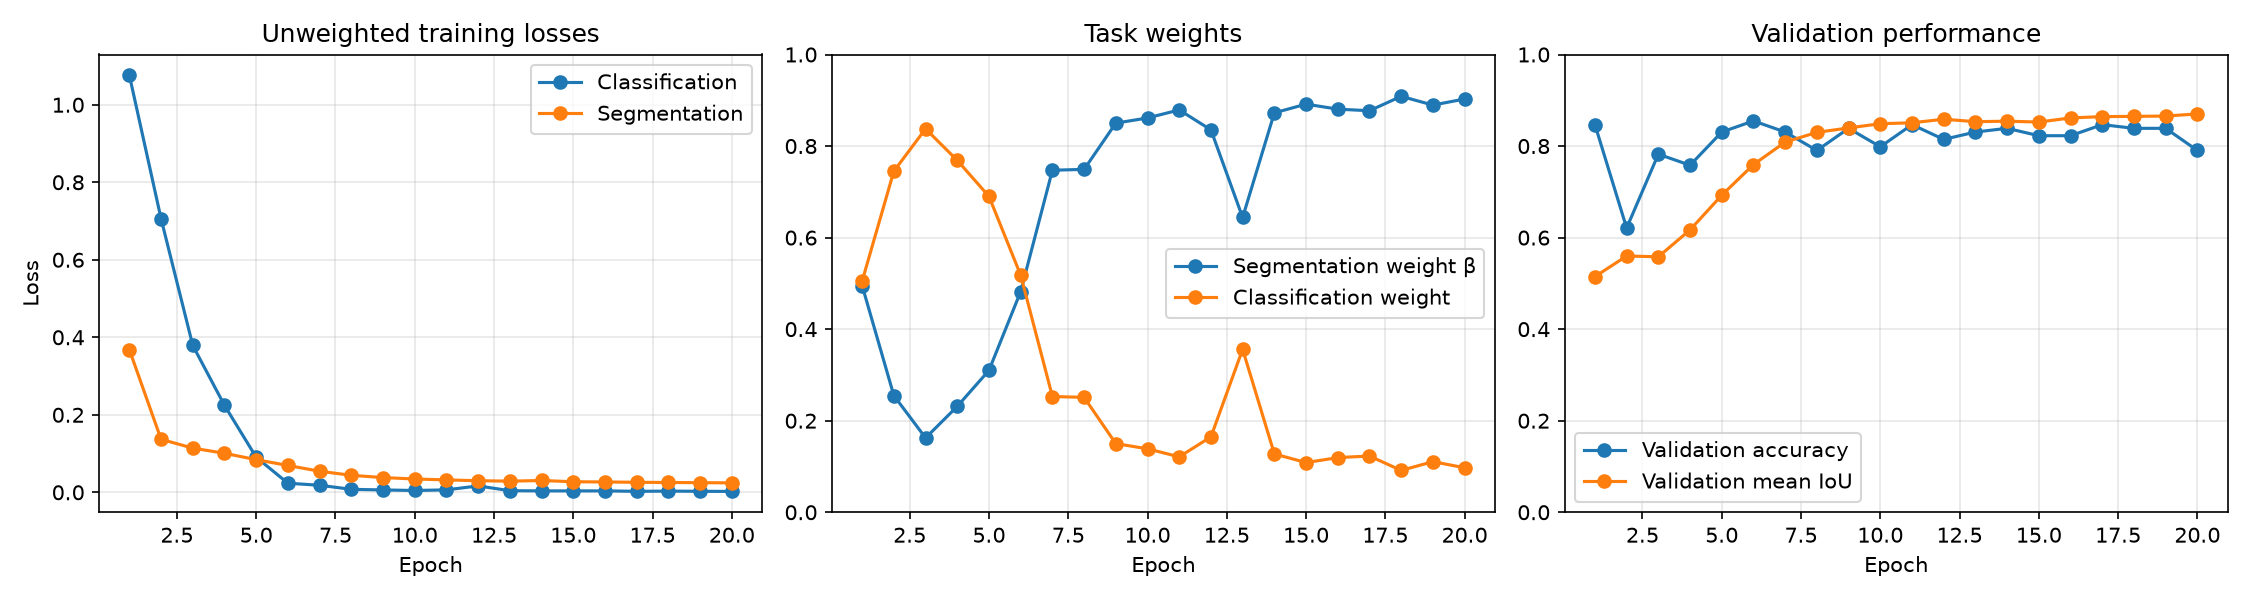 Unweighted training losses
Classification
Segmentation
Loss
1.0
0.8
0.6
0.4
0.2
0.0
2.5 5.0 7.5 10.0 12.5 15.0 17.5 20.0
Epoch
Task weights
1.0
0.8
0.6
0.4
0.2
0.0
Segmentation weight β
Classification weight
2.5 5.0 7.5 10.0 12.5 15.0 17.5 20.0
Epoch
Validation performance
1.0
0.8
0.6
0.4
0.2
0.0
Validation accuracy
Validation mean IoU
2.5 5.0 7.5 10.0 12.5 15.0 17.5 20.0
Epoch